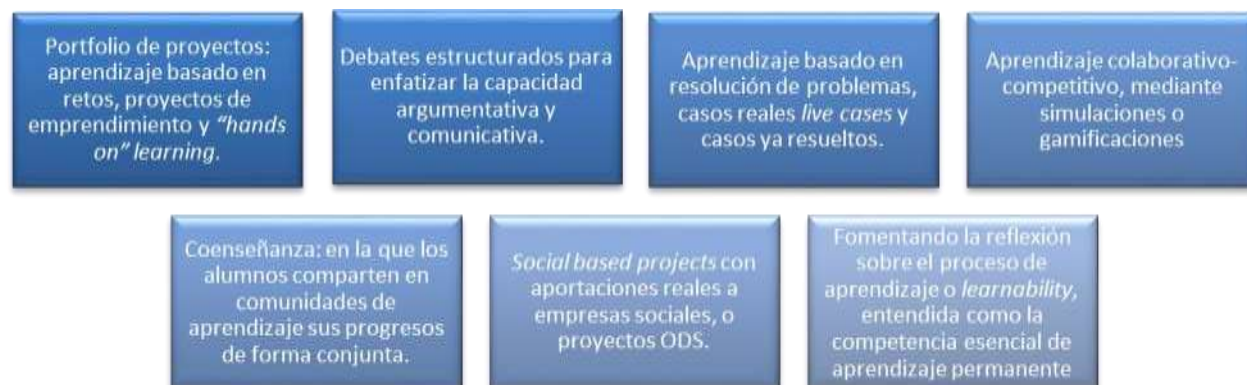 Portfolio de proyectos:
aprendizaje basado en
retos, proyectos de
emprendimiento y “hands
on” learning.
Debates estructurados para
enfatizar la capacidad
argumentativa y
comunicativa.
Aprendizaje basado en
resolución de problemas,
casos reales live cases y
casos ya resueltos.
Aprendizaje colaborativo-
competitivo, mediante
simulaciones o
gamificaciones
Coenseñanza: en la que los
alumnos comparten en
comunidades de
aprendizaje sus progresos
de forma conjunta.
Social based projects con
aportaciones reales a
empresas sociales, o
proyectos ODS.
Fomentando la reflexión
sobre el proceso de
aprendizaje o learnability,
entendida como la
competencia esencial de
aprendizaje permanente